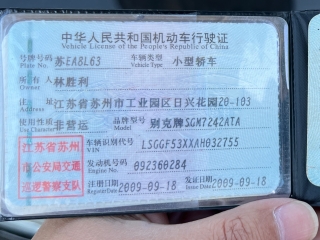 中华人民共和国机动车行驶证
Vehicle License of the People's Republic of China
号牌号码 Plate No. 苏EA8L63 车辆类型 Vehicle Type 小型轿车
所有人 Owner 林胜利
住址 Address 江苏省苏州市工业园区日兴花园20-103
使用性质 Use Character 非营运 品牌型号 Model 别克牌SGM7242ATA
江苏省苏州
市公安局交通
巡逻警察支队
车辆识别代号 VIN LSGGF53XXAH032755
发动机号码 Engine No. 092360284
注册日期 Register Date 2009-09-18 发证日期 Issue Date 2009-09-18